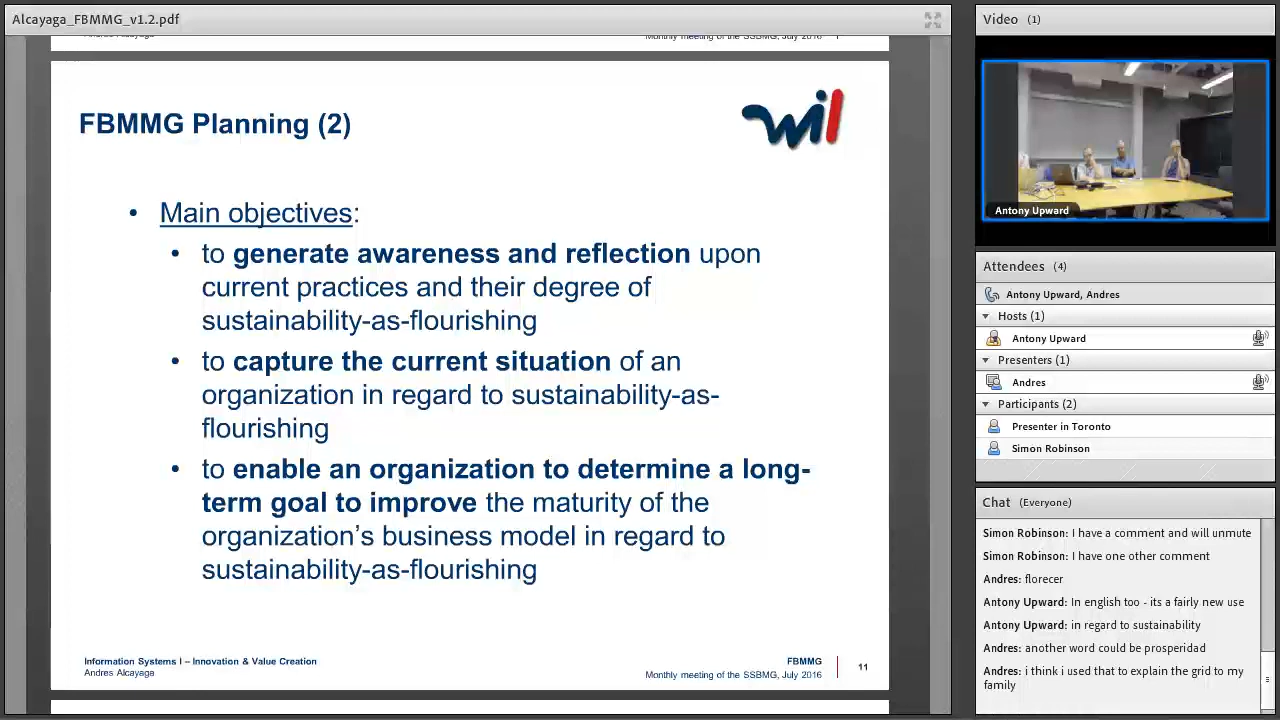 Alcayaga_FBMMG_v1.2.pdf
Andres Alcayaga
Monthly meeting of the SSBMG, July 2016
FBMMG Planning (2)
wil
• Main objectives:
• to generate awareness and reflection upon
current practices and their degree of
sustainability-as-flourishing
• to capture the current situation of an
organization in regard to sustainability-as-
flourishing
• to enable an organization to determine a long-
term goal to improve the maturity of the
organization’s business model in regard to
sustainability-as-flourishing
Information Systems I – Innovation & Value Creation
Andres Alcayaga
FBMMG
Monthly meeting of the SSBMG, July 2016
11
Video (1)
Antony Upward
Attendees (4)
Antony Upward, Andres
Hosts (1)
Antony Upward
Presenters (1)
Andres
Participants (2)
Presenter in Toronto
Simon Robinson
Chat (Everyone)
Simon Robinson: I have a comment and will unmute
Simon Robinson: I have one other comment
Andres: florecer
Antony Upward: In english too - its a fairly new use
Antony Upward: in regard to sustainability
Andres: another word could be prosperidad
Andres: i think i used that to explain the grid to my
family